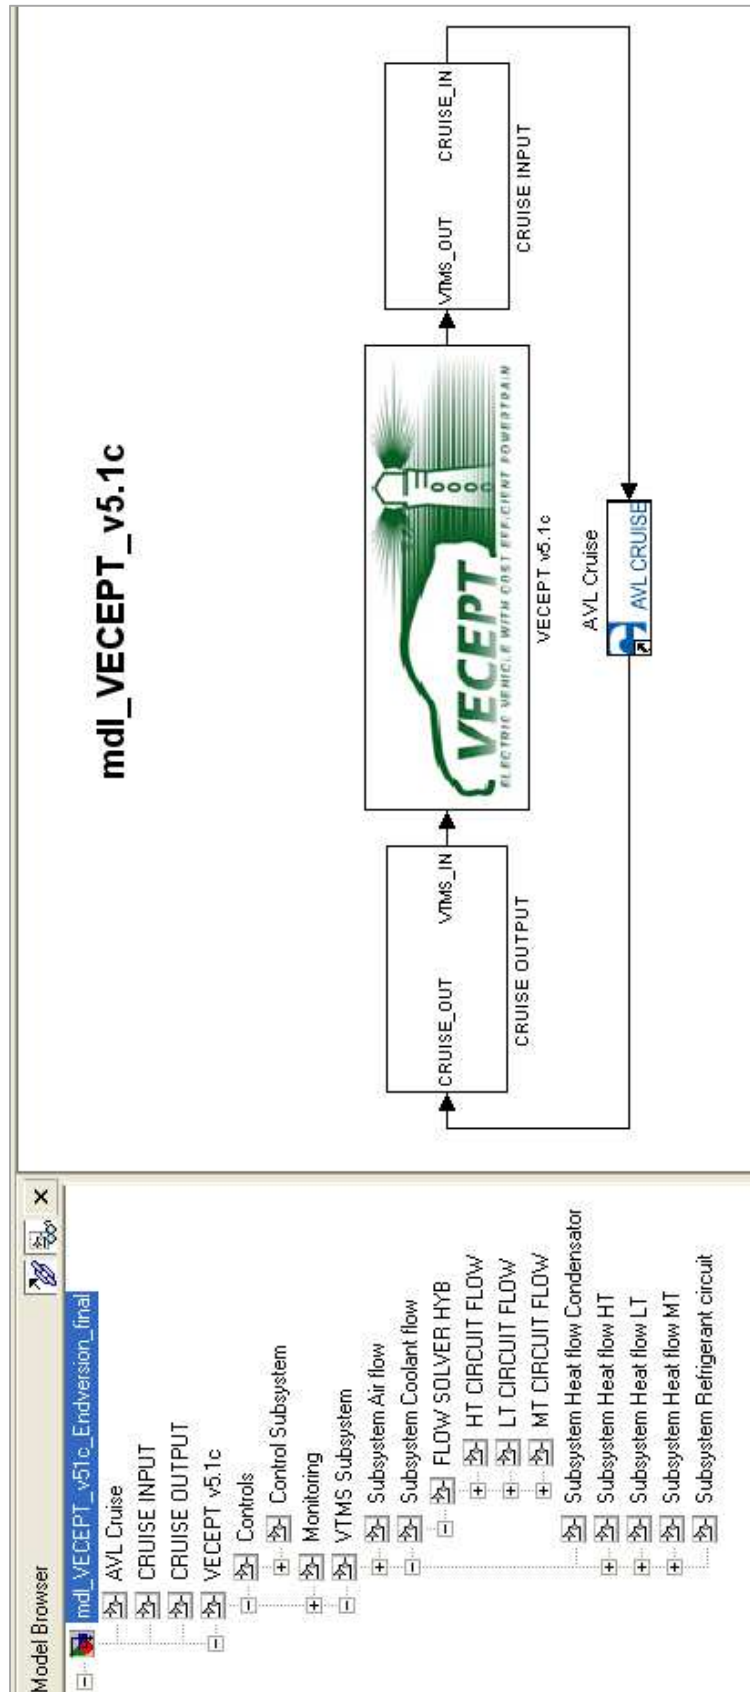 Model Browser
mdl_VECEPT_v51c_Endversion_final
AVL Cruise
CRUISE INPUT
CRUISE OUTPUT
VECEPT v5.1c
Controls
Control Subsystem
Monitoring
VTMS Subsystem
Subsystem Air flow
Subsystem Coolant flow
FLOW SOLVER HYB
HT CIRCUIT FLOW
LT CIRCUIT FLOW
MT CIRCUIT FLOW
Subsystem Heat flow Condensator
Subsystem Heat flow HT
Subsystem Heat flow LT
Subsystem Heat flow MT
Subsystem Refrigerant circuit
mdl_VECEPT_v5.1c
CRUISE_OUT
VTMS_IN
CRUISE OUTPUT
VECEPT
ELECTRIC VEHICLE WITH COST EFFICIENT POWERTRAIN
VECEPT v5.1c
VTMS_OUT
CRUISE_IN
CRUISE INPUT
AVL Cruise
AVL CRUISE